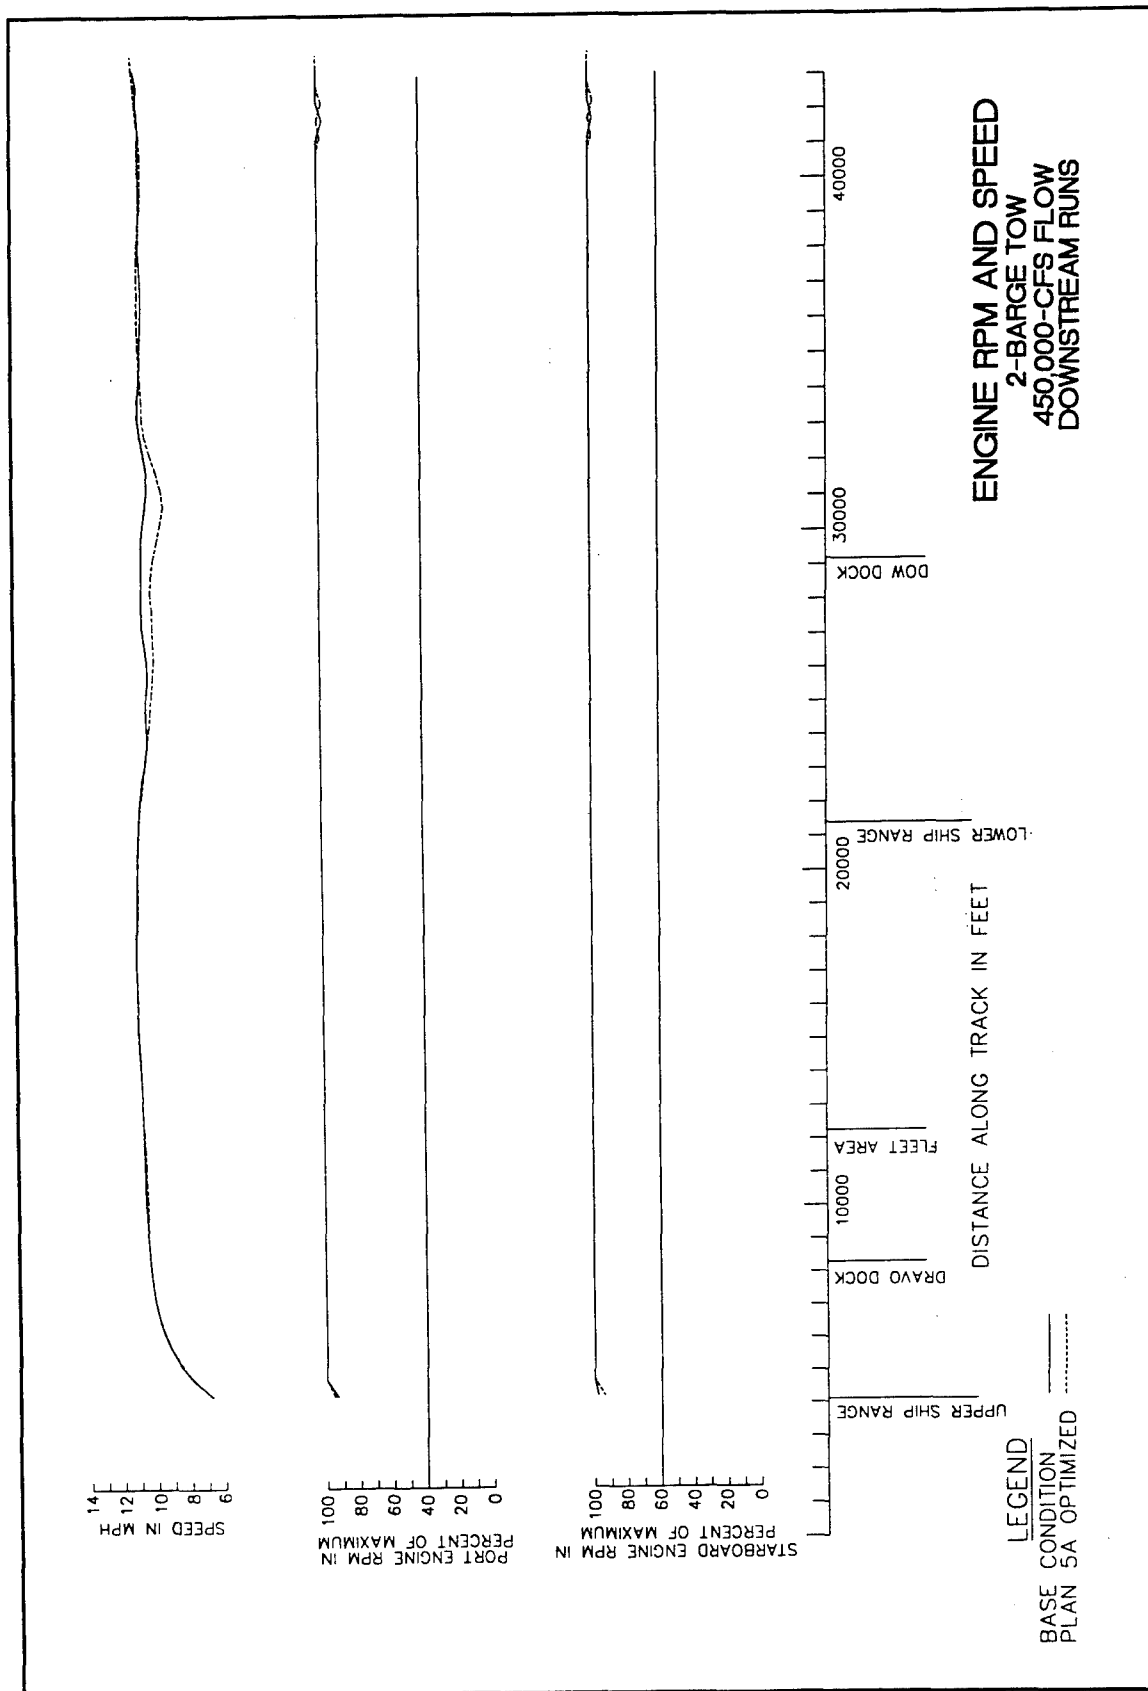 SPEED IN MPH
14
12
10
8
6
PORT ENGINE RPM IN
PERCENT OF MAXIMUM
100
80
60
40
20
0
STARBOARD ENGINE RPM IN
PERCENT OF MAXIMUM
100
80
60
40
20
0
10000
20000
30000
40000
UPPER SHIP RANGE
DRAVO DOCK
FLEET AREA
LOWER SHIP RANGE
DOW DOCK
DISTANCE ALONG TRACK IN FEET
LEGEND
BASE CONDITION
PLAN 5A OPTIMIZED
ENGINE RPM AND SPEED
2-BARGE TOW
450,000-CFS FLOW
DOWNSTREAM RUNS